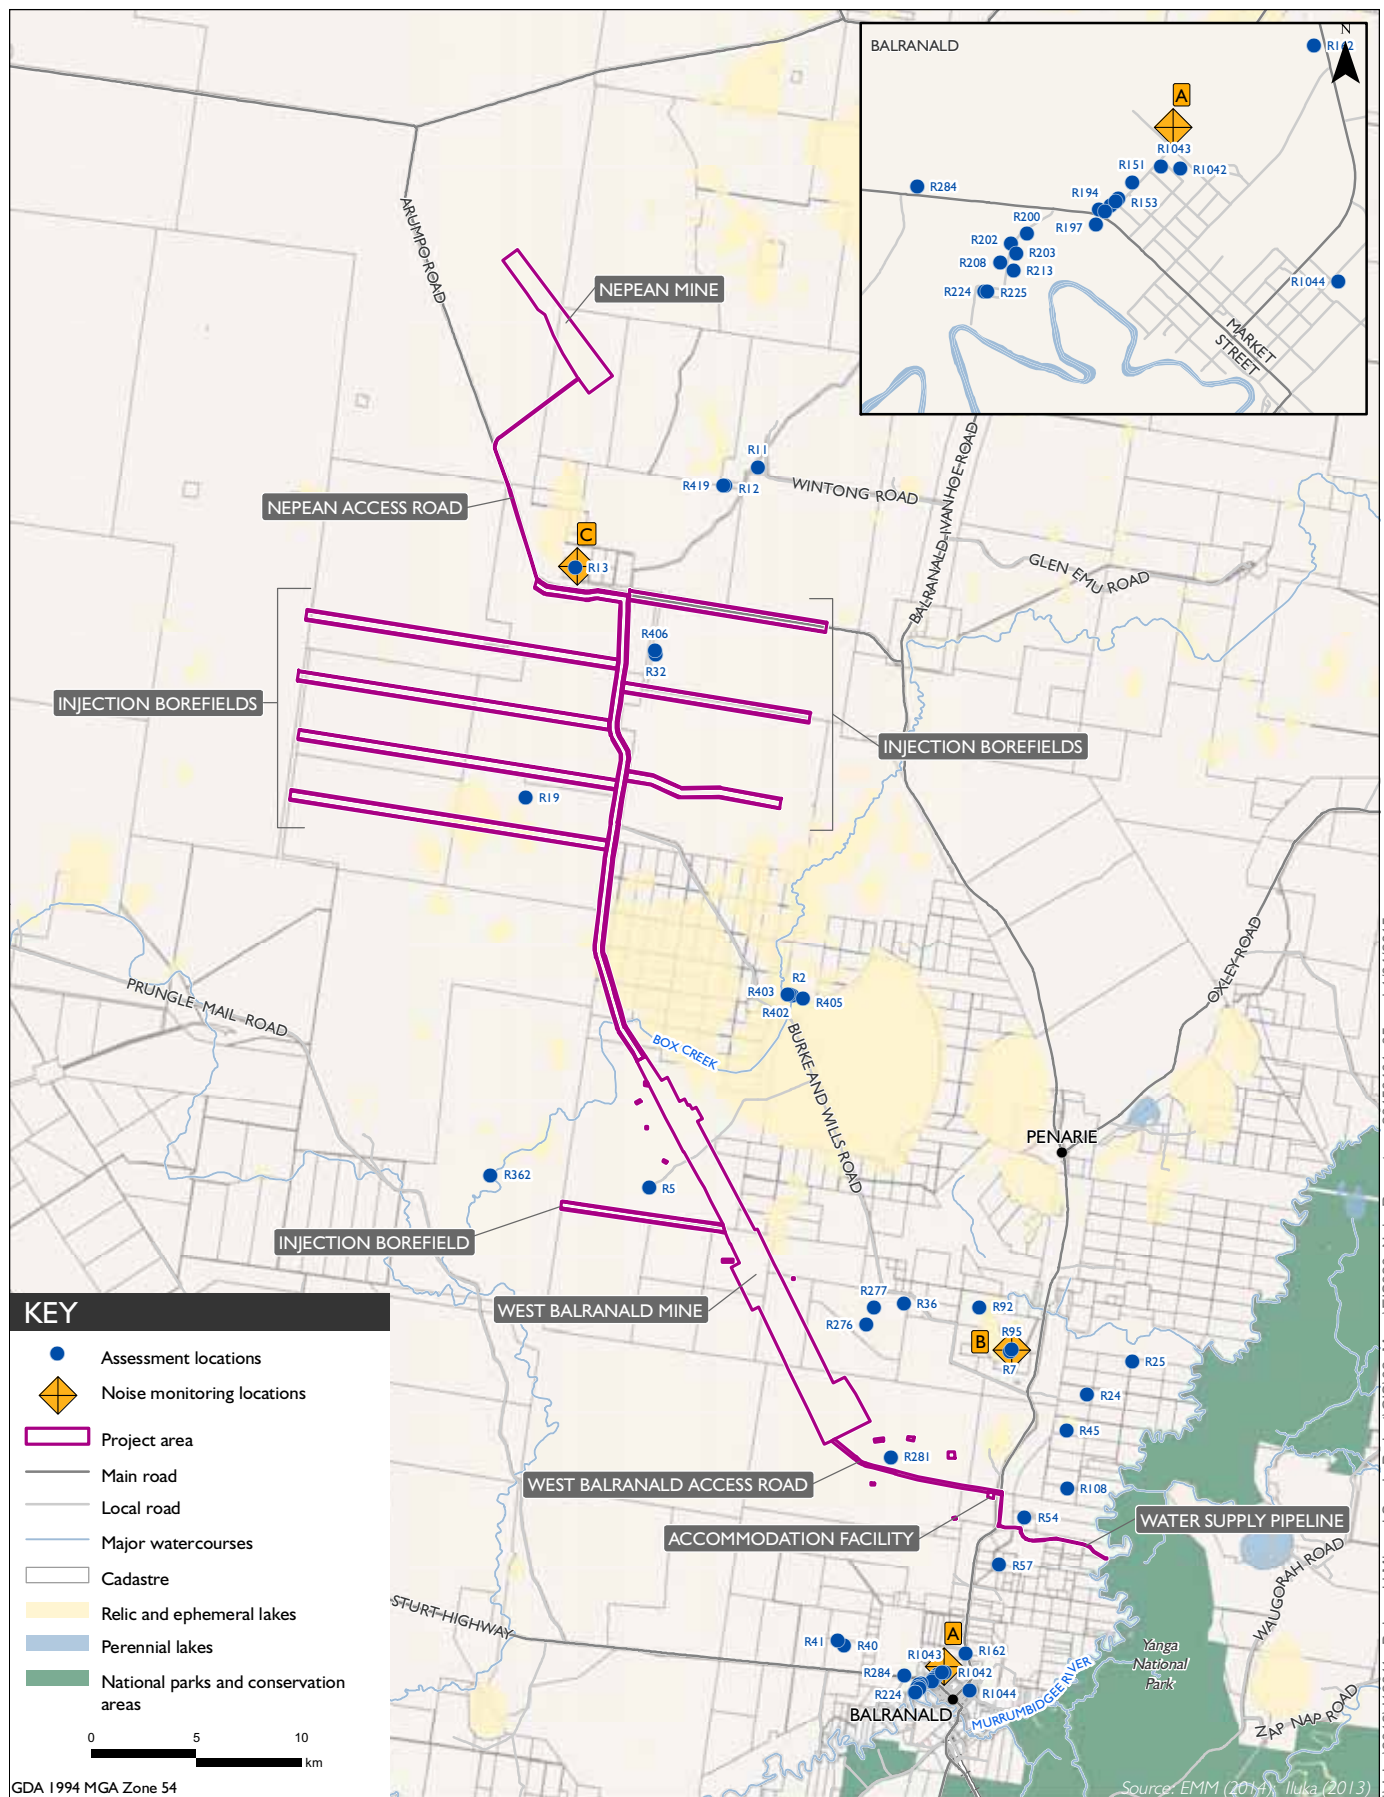 BALRANALD
N
R162
A
R1043
R151
R1042
R284
R194
R153
R197
R200
R202
R203
R208
R213
R224
R225
R1044
MARKET
STREET
ARUMPO ROAD
NEPEAN MINE
R11
R419
R12
WINTONG ROAD
BALRANALD-IVANHOE ROAD
NEPEAN ACCESS ROAD
C
R13
GLEN EMU ROAD
R406
R32
INJECTION BOREFIELDS
INJECTION BOREFIELDS
R19
OXLEY ROAD
PRUNGLE MAIL ROAD
R2
R403
R405
R402
BOX CREEK
BURKE AND WILLS ROAD
PENARIE
R362
R5
INJECTION BOREFIELD
WEST BALRANALD MINE
R277
R36
R92
R276
B
R95
R7
R25
R24
R45
R281
WEST BALRANALD ACCESS ROAD
R108
R54
WATER SUPPLY PIPELINE
ACCOMMODATION FACILITY
R57
WAUGORAH ROAD
STURT HIGHWAY
A
R41
R40
R1043
R162
R284
R1042
R224
R1044
BALRANALD
MURRUMBIDGEE RIVER
Yanga
National
Park
ZAP NAP ROAD
KEY
Assessment locations
Noise monitoring locations
Project area
Main road
Local road
Major watercourses
Cadastre
Relic and ephemeral lakes
Perennial lakes
National parks and conservation
areas
0 5 10
km
GDA 1994 MGA Zone 54
Source: EMM (2014); Iluka (2013)